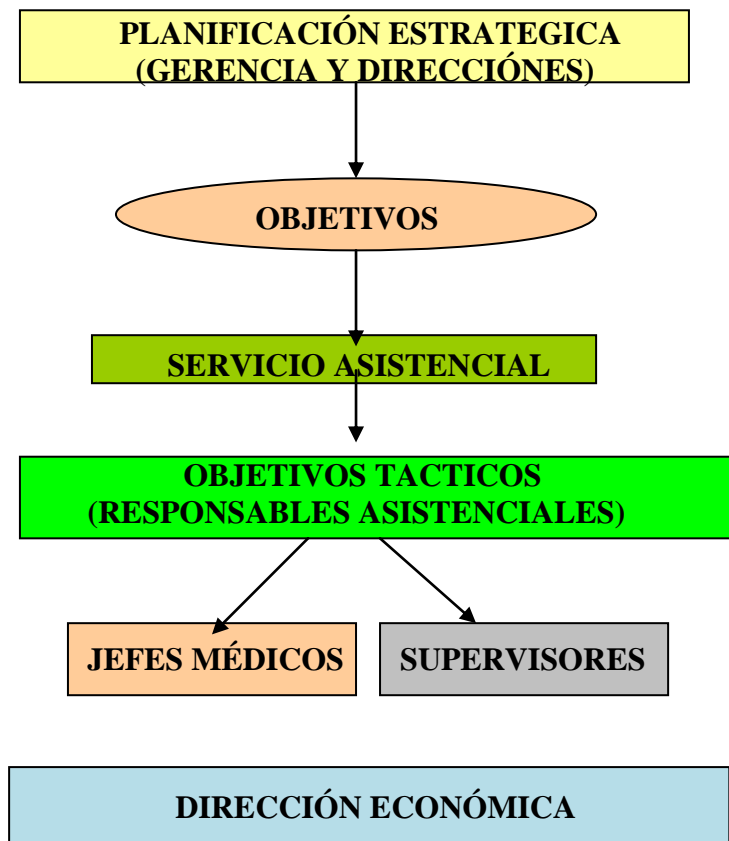 PLANIFICACIÓN ESTRATEGICA
(GERENCIA Y DIRECCIÓNES)
OBJETIVOS
SERVICIO ASISTENCIAL
OBJETIVOS TACTICOS
(RESPONSABLES ASISTENCIALES)
JEFES MÉDICOS
SUPERVISORES
DIRECCIÓN ECONÓMICA